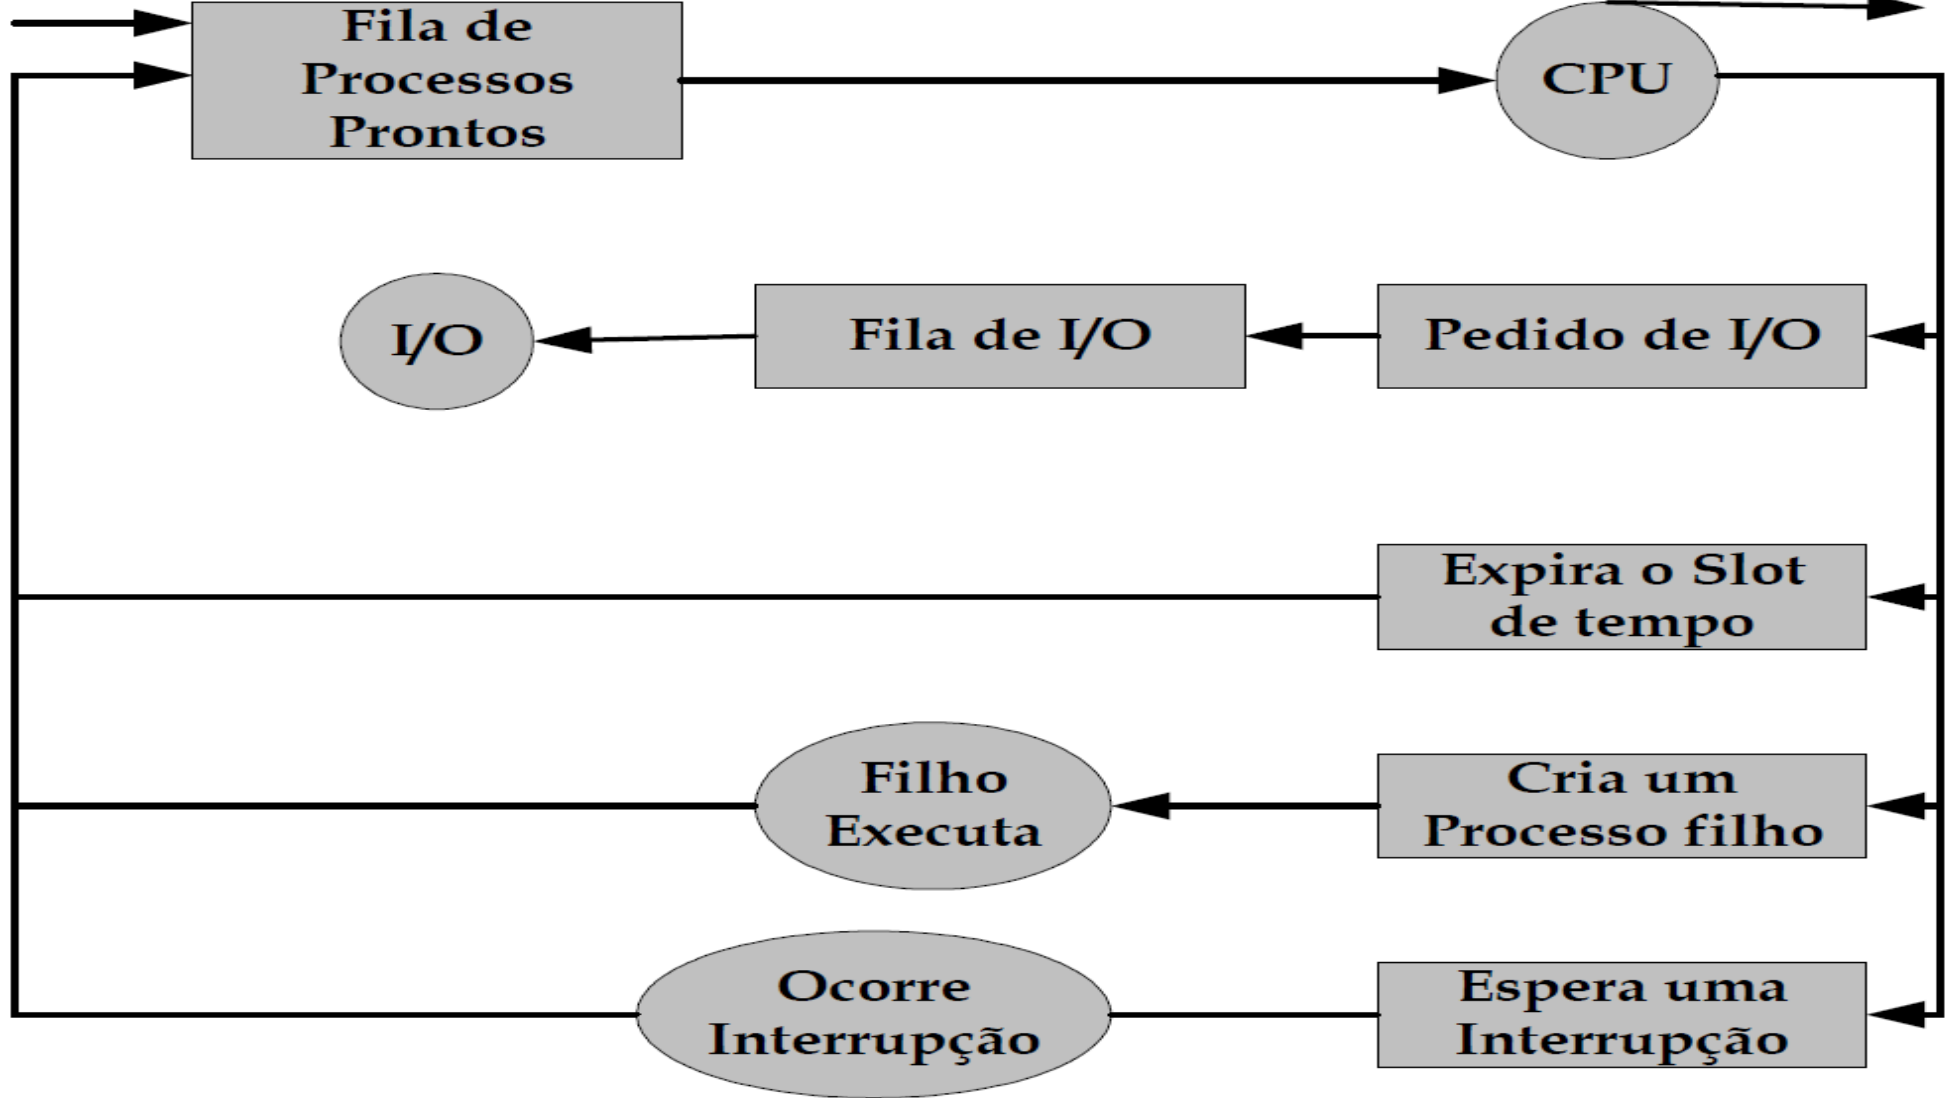 Fila de
Processos
Prontos
CPU
I/O
Fila de I/O
Pedido de I/O
Expira o Slot
de tempo
Filho
Executa
Cria um
Processo filho
Ocorre
Interrupção
Espera uma
Interrupção